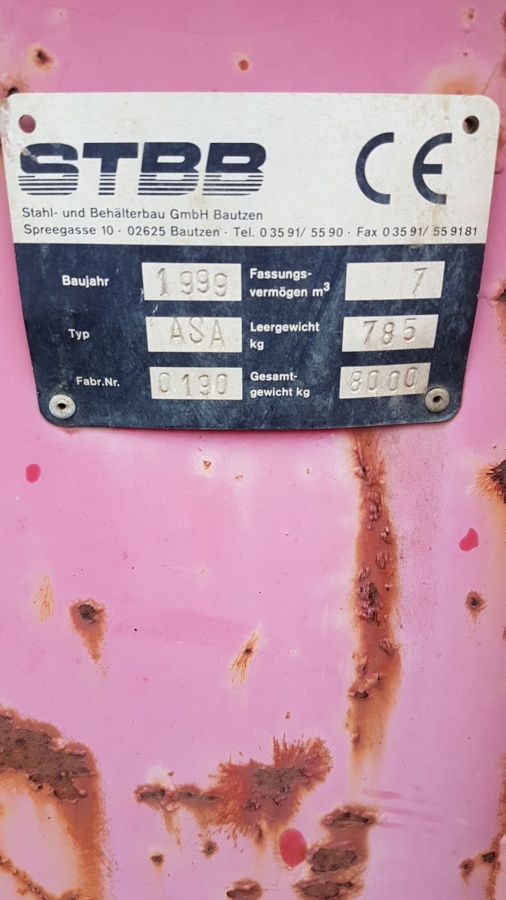 STBB CE
Stahl- und Behälterbau GmbH Bautzen
Spreegasse 10 · 02625 Bautzen · Tel. 0 35 91/ 55 90 · Fax 0 35 91/ 55 91 81
Baujahr 1999 Fassungs-
vermögen m³ 7
Typ ASA Leergewicht
kg 785
Fabr.Nr. 0190 Gesamt-
gewicht kg 8000